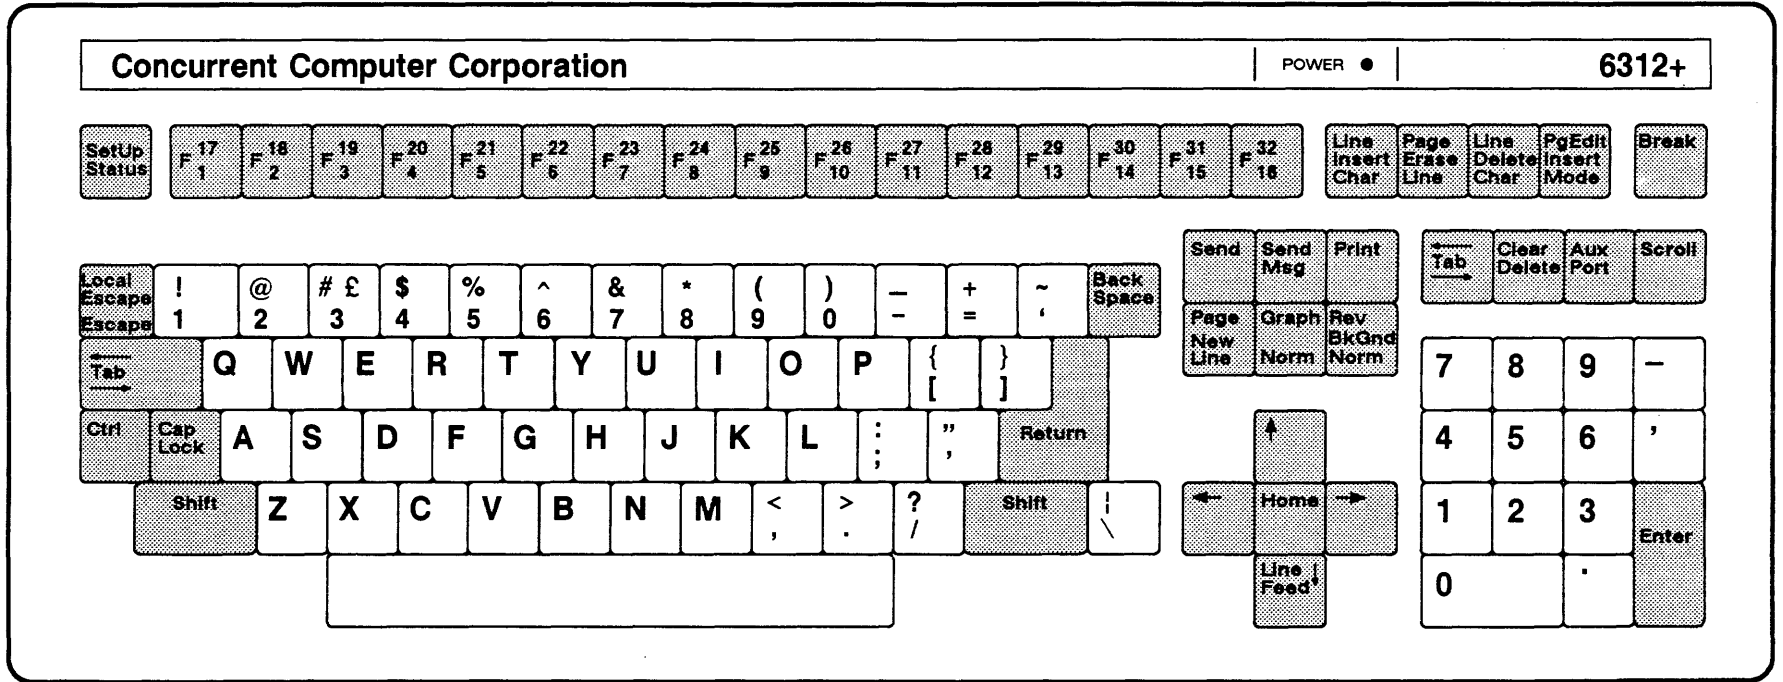 Concurrent Computer Corporation POWER 6312+
SetUp
Status
F 17 1
F 18 2
F 19 3
F 20 4
F 21 5
F 22 6
F 23 7
F 24 8
F 25 9
F 26 10
F 27 11
F 28 12
F 29 13
F 30 14
F 31 15
F 32 16
Line
Insert
Char
Page
Erase
Line
Line
Delete
Char
PgEdit
Insert
Mode
Break
Send
Send
Msg
Print
Tab
Clear
Delete
Aux
Port
Scroll
Local
Escape
Escape
! 1
@ 2
# £ 3
$ 4
% 5
^ 6
& 7
* 8
( 9
) 0
_ -
+ =
~ ‘
Back
Space
Page
New
Line
Graph
Norm
Rev
BkGnd
Norm
Tab
Q W E R T Y U I O P { [ } ]
7 8 9 –
Ctrl
Cap
Lock
A S D F G H J K L : ; ” ’
Return
↑
4 5 6 ,
Shift
Z X C V B N M < , > . ? /
Shift
¦ \
← Home →
1 2 3
Enter
Line
Feed ↓
0 .